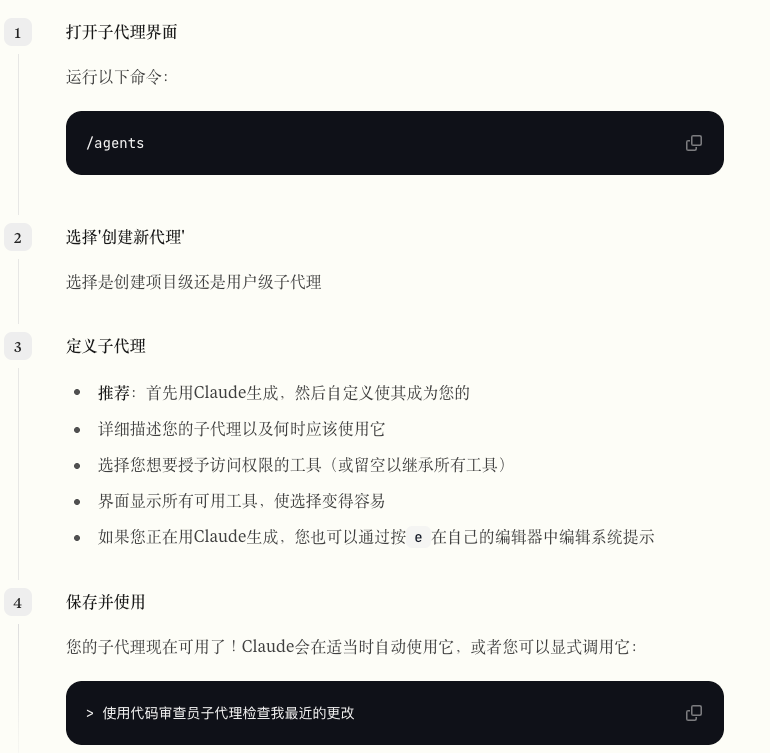 1
打开子代理界面
运行以下命令：
/agents
2
选择'创建新代理'
选择是创建项目级还是用户级子代理
3
定义子代理
• 推荐：首先用Claude生成，然后自定义使其成为您的
• 详细描述您的子代理以及何时应该使用它
• 选择您想要授予访问权限的工具（或留空以继承所有工具）
• 界面显示所有可用工具，使选择变得容易
• 如果您正在用Claude生成，您也可以通过按 e 在自己的编辑器中编辑系统提示
4
保存并使用
您的子代理现在可用了！Claude会在适当时自动使用它，或者您可以显式调用它：
> 使用代码审查员子代理检查我最近的更改